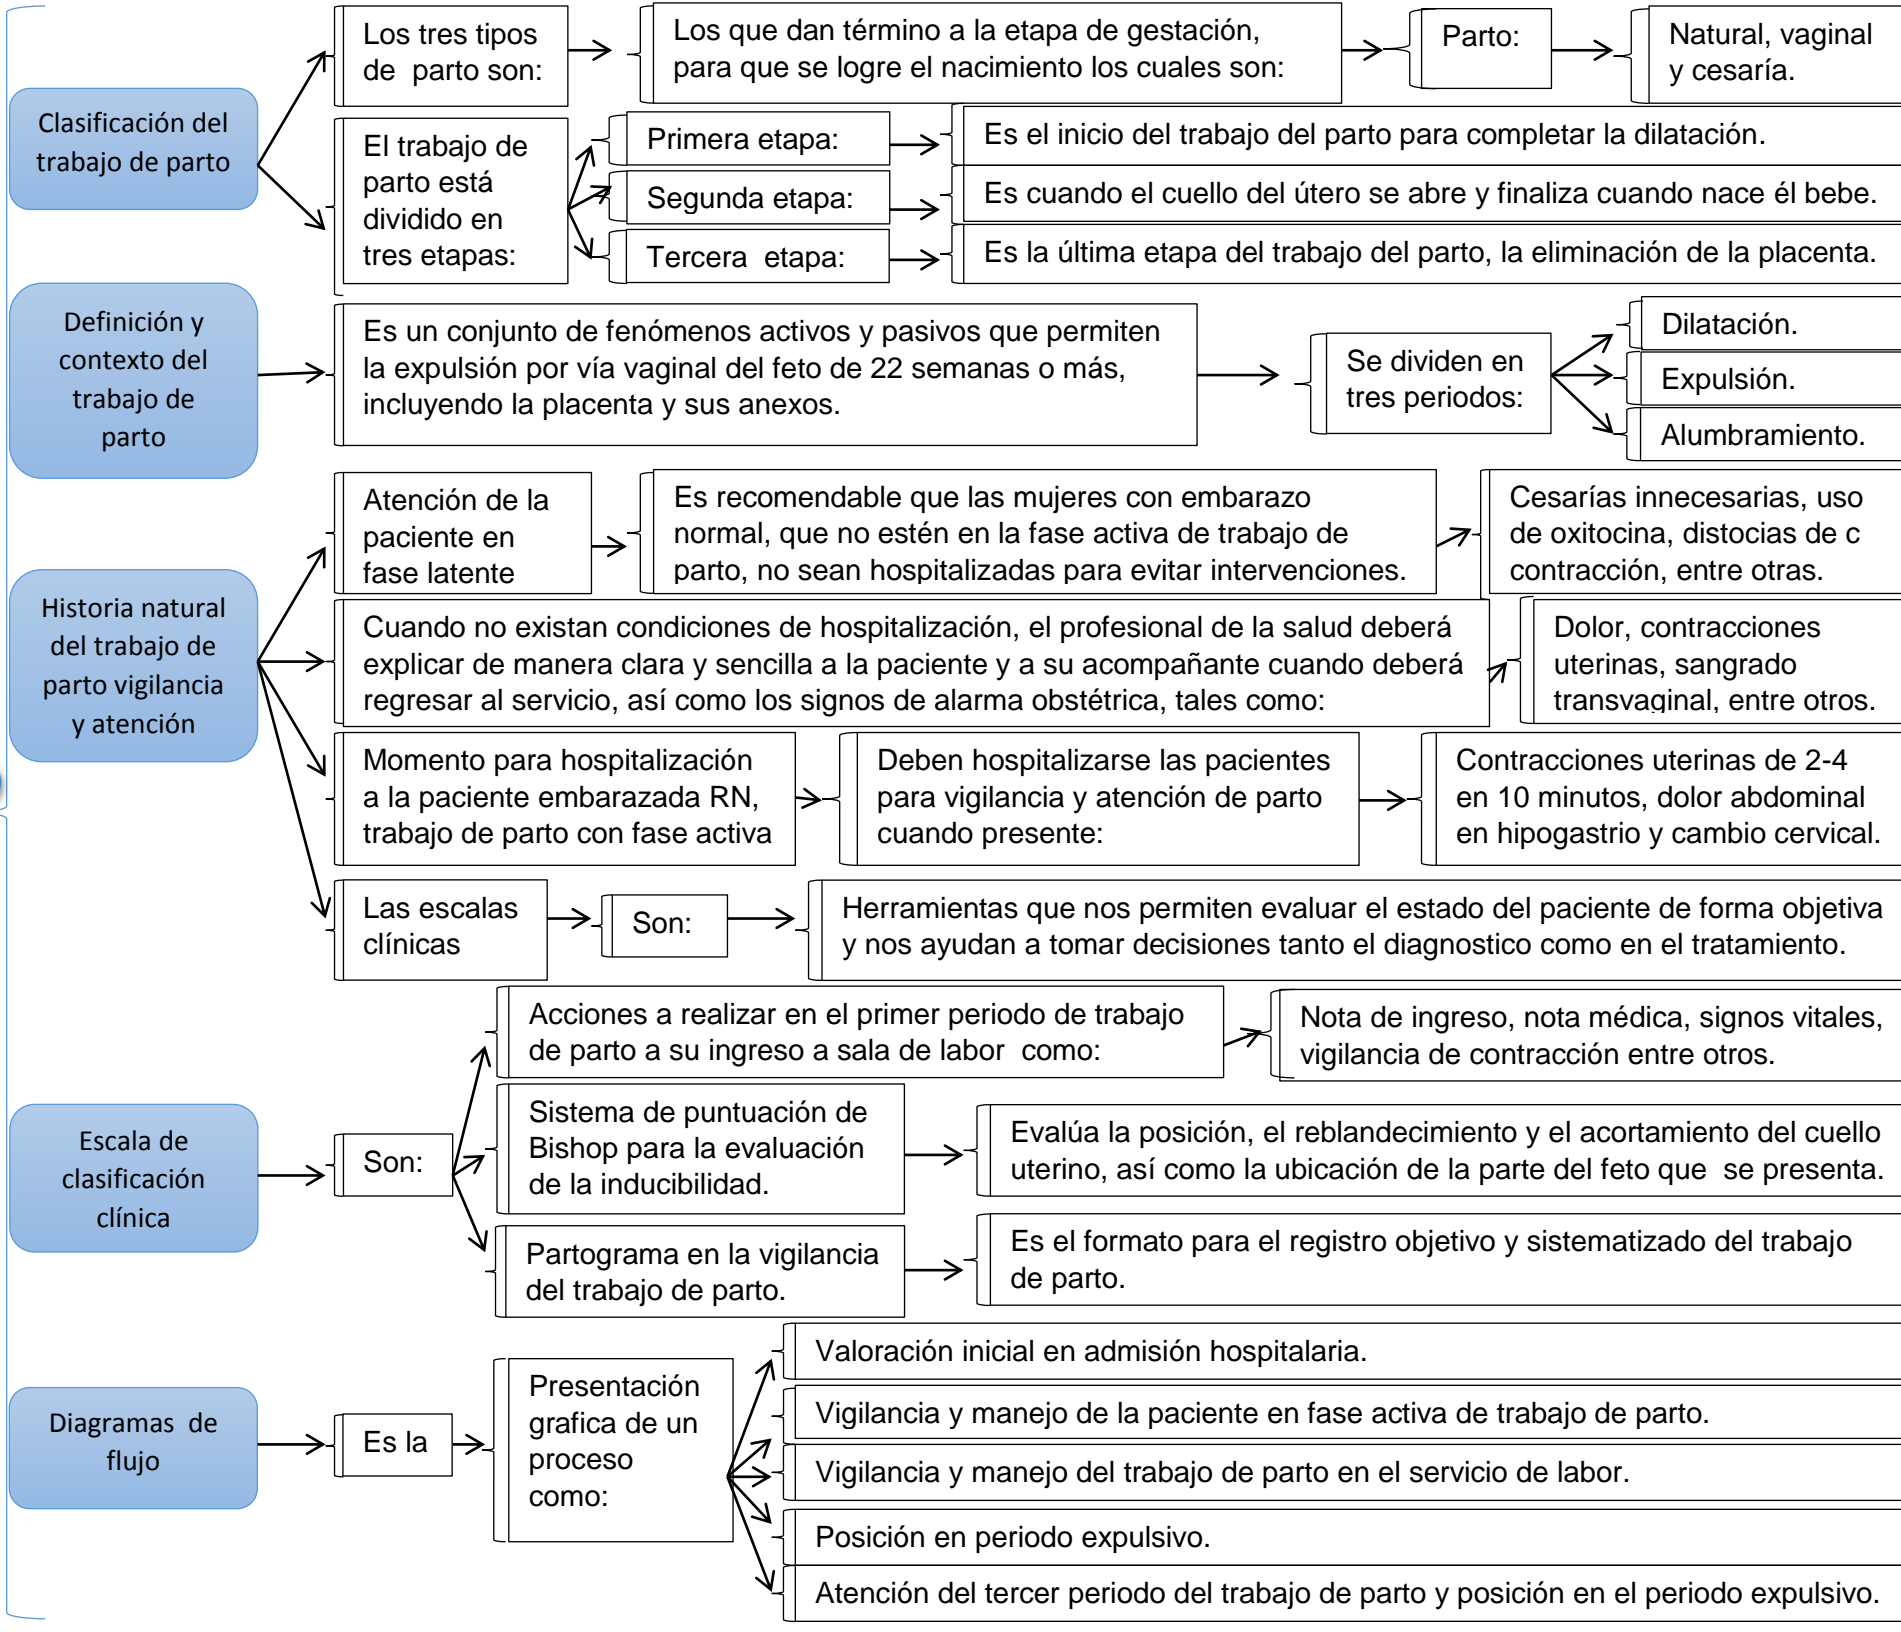 Clasificación del
trabajo de parto
Los tres tipos
de parto son:
Los que dan término a la etapa de gestación,
para que se logre el nacimiento los cuales son:
Parto:
Natural, vaginal
y cesaría.
El trabajo de
parto está
dividido en
tres etapas:
Primera etapa:
Es el inicio del trabajo del parto para completar la dilatación.
Segunda etapa:
Es cuando el cuello del útero se abre y finaliza cuando nace él bebe.
Tercera etapa:
Es la última etapa del trabajo del parto, la eliminación de la placenta.
Definición y
contexto del
trabajo de
parto
Es un conjunto de fenómenos activos y pasivos que permiten
la expulsión por vía vaginal del feto de 22 semanas o más,
incluyendo la placenta y sus anexos.
Se dividen en
tres periodos:
Dilatación.
Expulsión.
Alumbramiento.
Historia natural
del trabajo de
parto vigilancia
y atención
Atención de la
paciente en
fase latente
Es recomendable que las mujeres con embarazo
normal, que no estén en la fase activa de trabajo de
parto, no sean hospitalizadas para evitar intervenciones.
Cesarías innecesarias, uso
de oxitocina, distocias de c
contracción, entre otras.
Cuando no existan condiciones de hospitalización, el profesional de la salud deberá
explicar de manera clara y sencilla a la paciente y a su acompañante cuando deberá
regresar al servicio, así como los signos de alarma obstétrica, tales como:
Dolor, contracciones
uterinas, sangrado
transvaginal, entre otros.
Momento para hospitalización
a la paciente embarazada RN,
trabajo de parto con fase activa
Deben hospitalizarse las pacientes
para vigilancia y atención de parto
cuando presente:
Contracciones uterinas de 2-4
en 10 minutos, dolor abdominal
en hipogastrio y cambio cervical.
Las escalas
clínicas
Son:
Herramientas que nos permiten evaluar el estado del paciente de forma objetiva
y nos ayudan a tomar decisiones tanto el diagnostico como en el tratamiento.
Escala de
clasificación
clínica
Son:
Acciones a realizar en el primer periodo de trabajo
de parto a su ingreso a sala de labor como:
Nota de ingreso, nota médica, signos vitales,
vigilancia de contracción entre otros.
Sistema de puntuación de
Bishop para la evaluación
de la inducibilidad.
Evalúa la posición, el reblandecimiento y el acortamiento del cuello
uterino, así como la ubicación de la parte del feto que se presenta.
Partograma en la vigilancia
del trabajo de parto.
Es el formato para el registro objetivo y sistematizado del trabajo
de parto.
Diagramas de
flujo
Es la
Presentación
grafica de un
proceso
como:
Valoración inicial en admisión hospitalaria.
Vigilancia y manejo de la paciente en fase activa de trabajo de parto.
Vigilancia y manejo del trabajo de parto en el servicio de labor.
Posición en periodo expulsivo.
Atención del tercer periodo del trabajo de parto y posición en el periodo expulsivo.